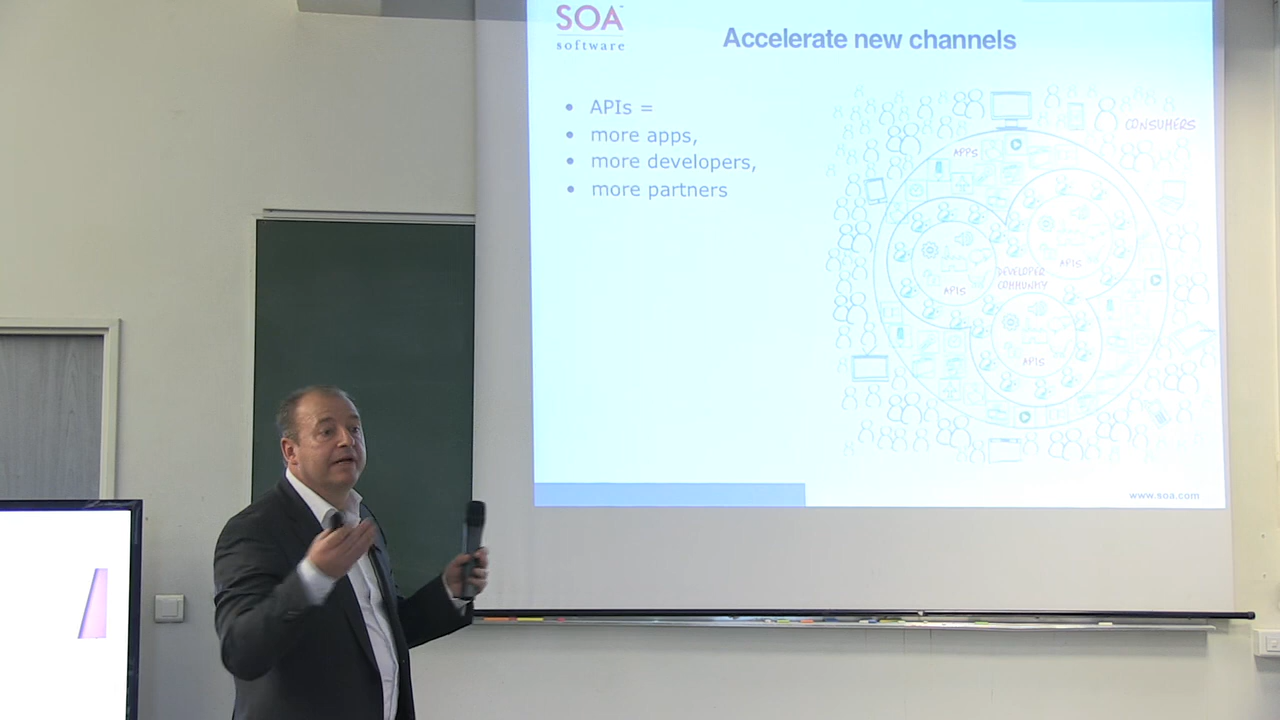 SOA
software
Accelerate new channels
• APIs =
• more apps,
• more developers,
• more partners
CONSUMERS
APPS
APIS
APIS
DEVELOPER
COMMUNITY
APIS
www.soa.com